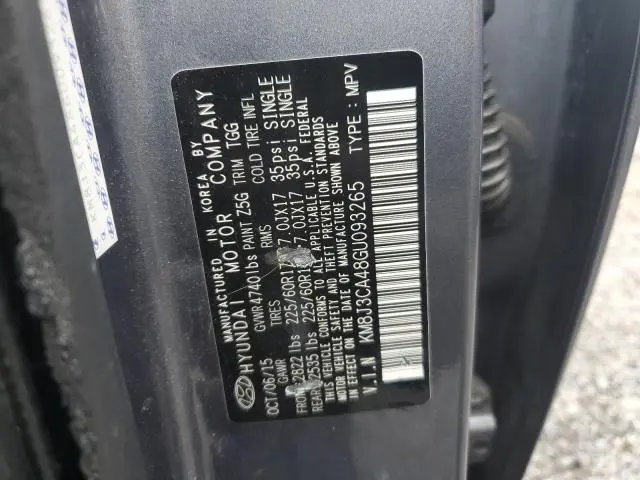 MANUFACTURED IN KOREA BY
HYUNDAI MOTOR COMPANY
OCT/06/15 GVWR4740lbs PAINT Z5G TRIM TGG
GAWR TIRES RIMS COLD TIRE INFL
FRONT 2822 lbs 225/60R17 7.0JX17 35psi SINGLE
REAR 2535 lbs 225/60R17 7.0JX17 35psi SINGLE
THIS VEHICLE CONFORMS TO ALL APPLICABLE U.S.A. FEDERAL
MOTOR VEHICLE SAFETY AND THEFT PREVENTION STANDARDS
IN EFFECT ON THE DATE OF MANUFACTURE SHOWN ABOVE
V.I.N KM8J3CA48GU093265 TYPE: MPV